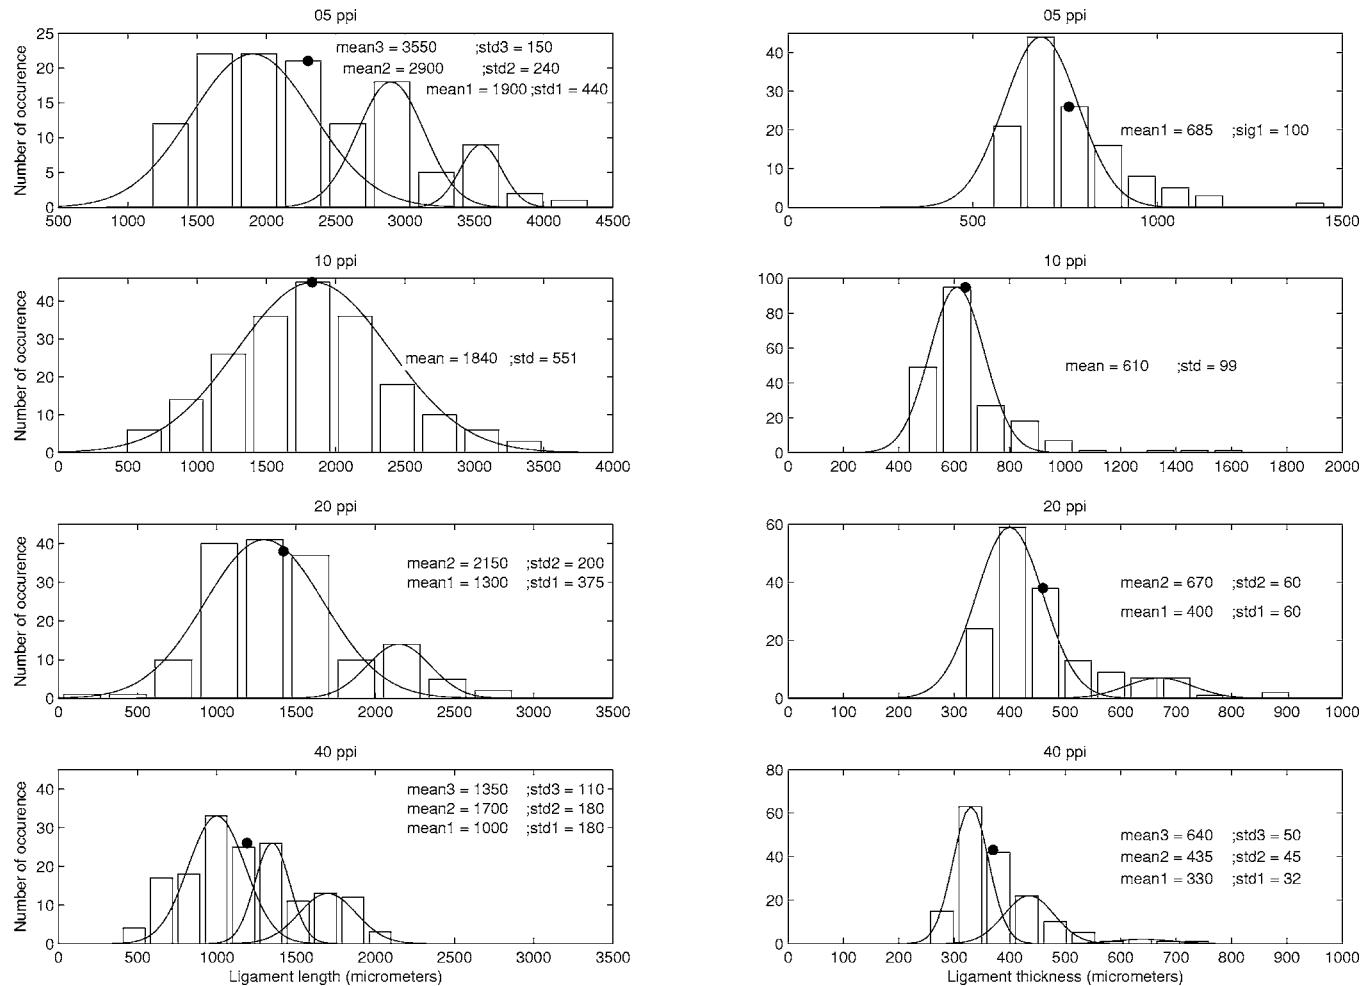 05 ppi
Number of occurence
25
20
15
10
5
0
mean3 = 3550 ;std3 = 150
mean2 = 2900 ;std2 = 240
mean1 = 1900 ;std1 = 440
500 1000 1500 2000 2500 3000 3500 4000 4500
05 ppi
40
30
20
10
0
mean1 = 685 ;sig1 = 100
0 500 1000 1500
10 ppi
Number of occurence
40
30
20
10
0
mean = 1840 ;std = 551
0 500 1000 1500 2000 2500 3000 3500 4000
10 ppi
100
80
60
40
20
0
mean = 610 ;std = 99
0 200 400 600 800 1000 1200 1400 1600 1800 2000
20 ppi
Number of occurence
40
30
20
10
0
mean2 = 2150 ;std2 = 200
mean1 = 1300 ;std1 = 375
0 500 1000 1500 2000 2500 3000 3500
20 ppi
60
40
20
0
mean2 = 670 ;std2 = 60
mean1 = 400 ;std1 = 60
0 100 200 300 400 500 600 700 800 900 1000
40 ppi
Number of occurence
40
30
20
10
0
mean3 = 1350 ;std3 = 110
mean2 = 1700 ;std2 = 180
mean1 = 1000 ;std1 = 180
0 500 1000 1500 2000 2500 3000 3500
Ligament length (micrometers)
40 ppi
80
60
40
20
0
mean3 = 640 ;std3 = 50
mean2 = 435 ;std2 = 45
mean1 = 330 ;std1 = 32
0 100 200 300 400 500 600 700 800 900 1000
Ligament thickness (micrometers)